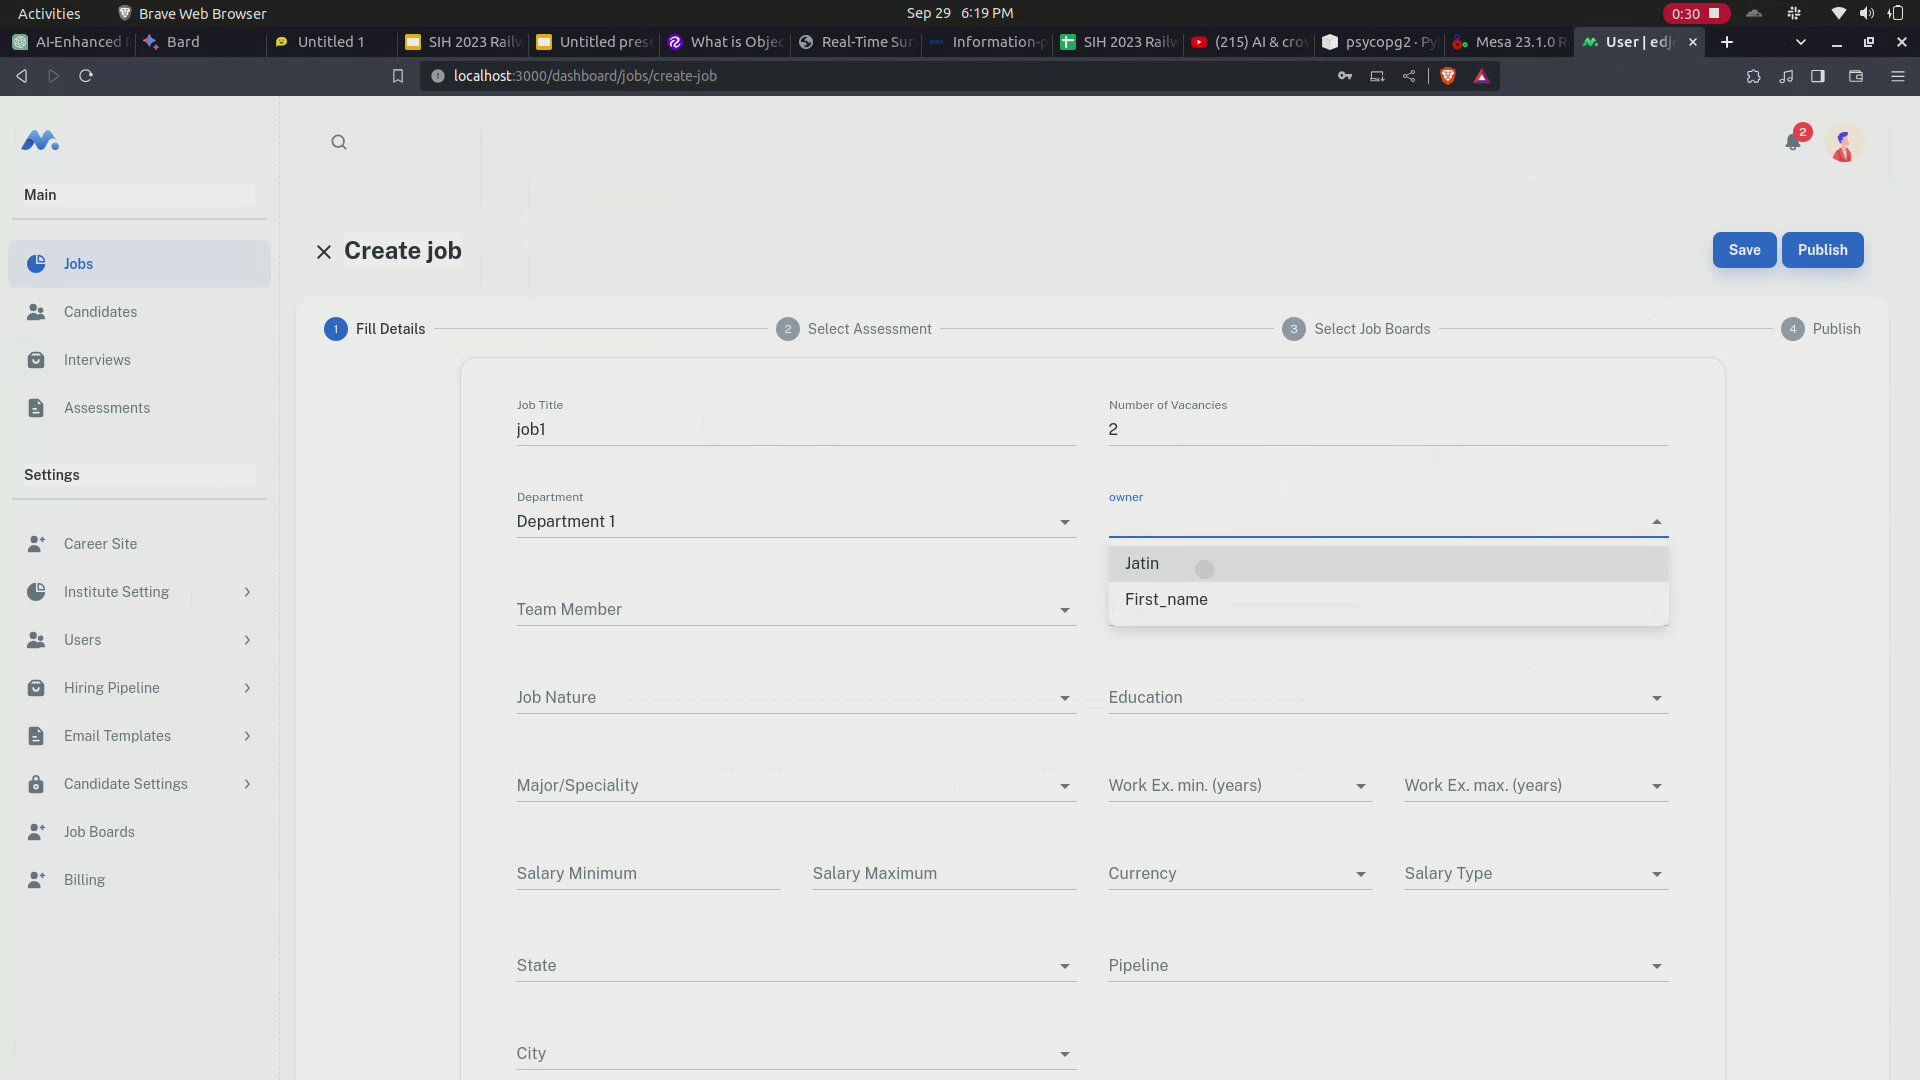 Activities Brave Web Browser Sep 29 6:19 PM 0:30
AI-Enhanced Bard Untitled 1 SIH 2023 Railw Untitled prese What is Objec Real-Time Sur Information-p SIH 2023 Railw (215) AI & crow psycopg2 · Py Mesa 23.1.0 R User | edj
localhost:3000/dashboard/jobs/create-job
2
Main
Create job
Save Publish
Jobs
Candidates
Interviews
Assessments
1 Fill Details 2 Select Assessment 3 Select Job Boards 4 Publish
Job Title Number of Vacancies
job1 2
Settings
Department owner
Department 1
Career Site
Jatin
Institute Setting
First_name
Team Member
Users
Hiring Pipeline
Job Nature Education
Email Templates
Candidate Settings
Major/Speciality Work Ex. min. (years) Work Ex. max. (years)
Job Boards
Billing
Salary Minimum Salary Maximum Currency Salary Type
State Pipeline
City